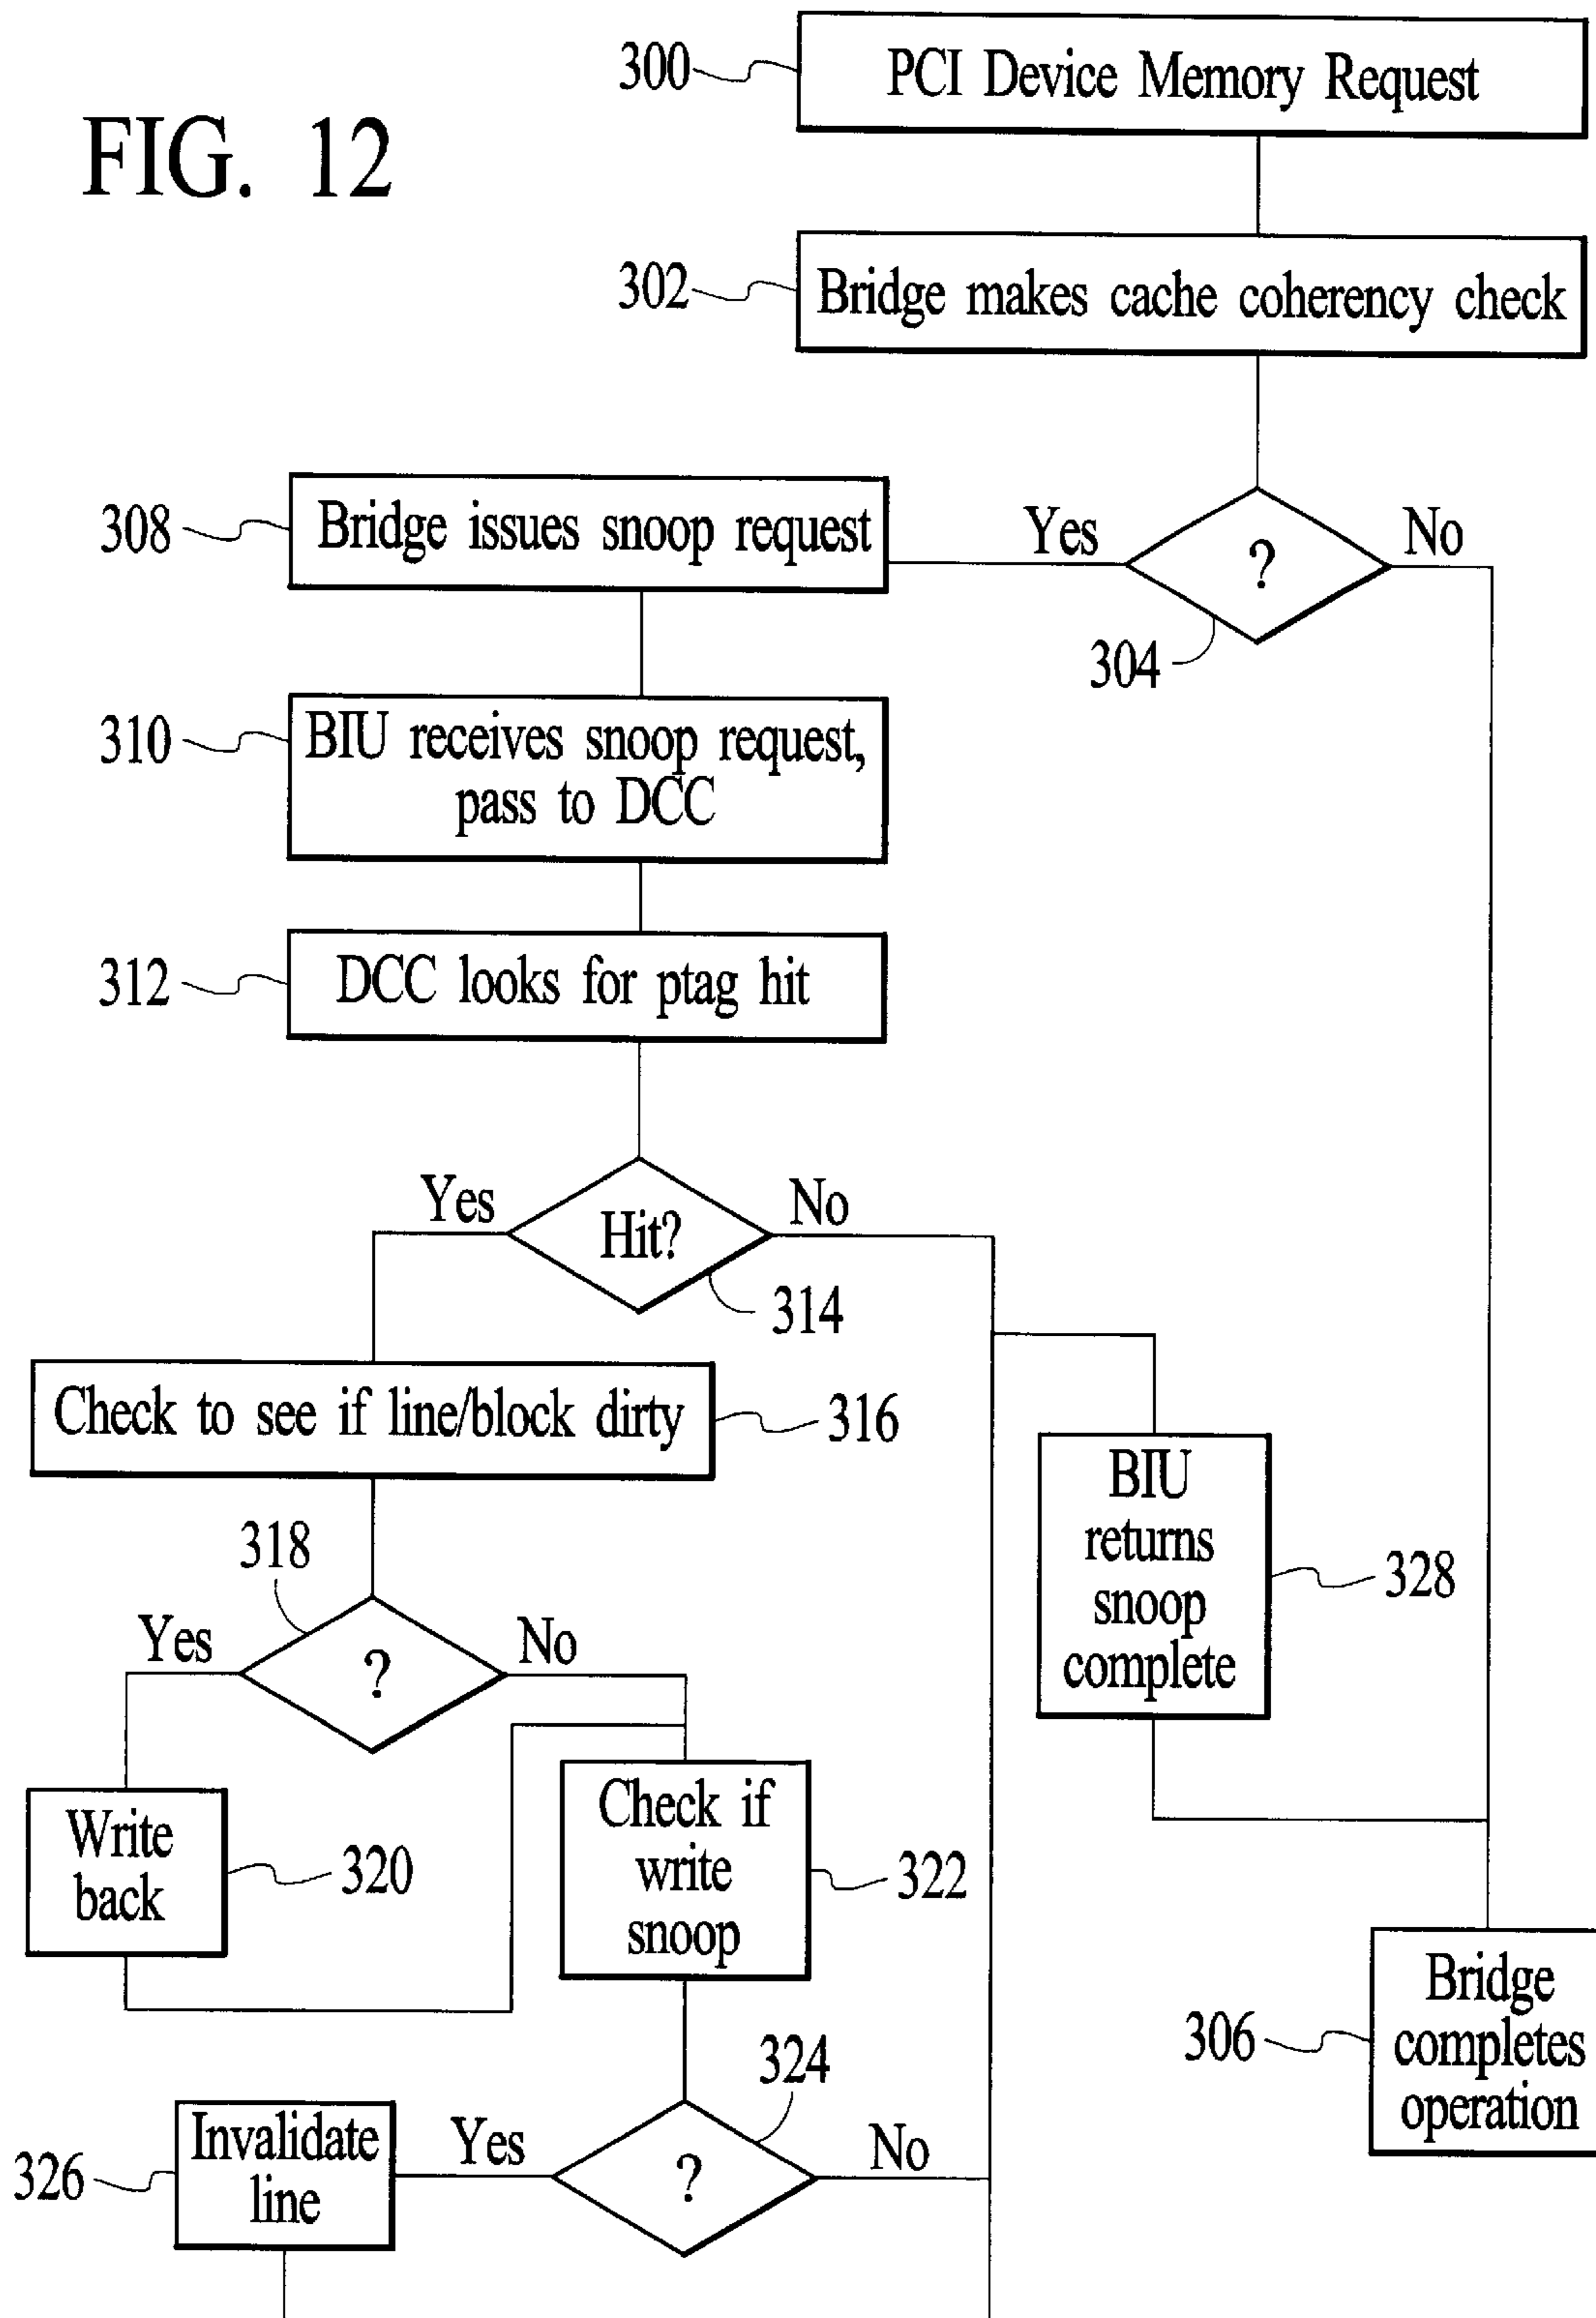 FIG. 12
300
PCI Device Memory Request
302
Bridge makes cache coherency check
308
Bridge issues snoop request
Yes
?
No
304
310
BIU receives snoop request,
pass to DCC
312
DCC looks for ptag hit
Yes
Hit?
No
314
Check to see if line/block dirty
316
BIU
returns
snoop
complete
328
318
Yes
?
No
Write
back
320
Check if
write
snoop
322
Bridge
completes
operation
306
324
326
Invalidate
line
Yes
?
No